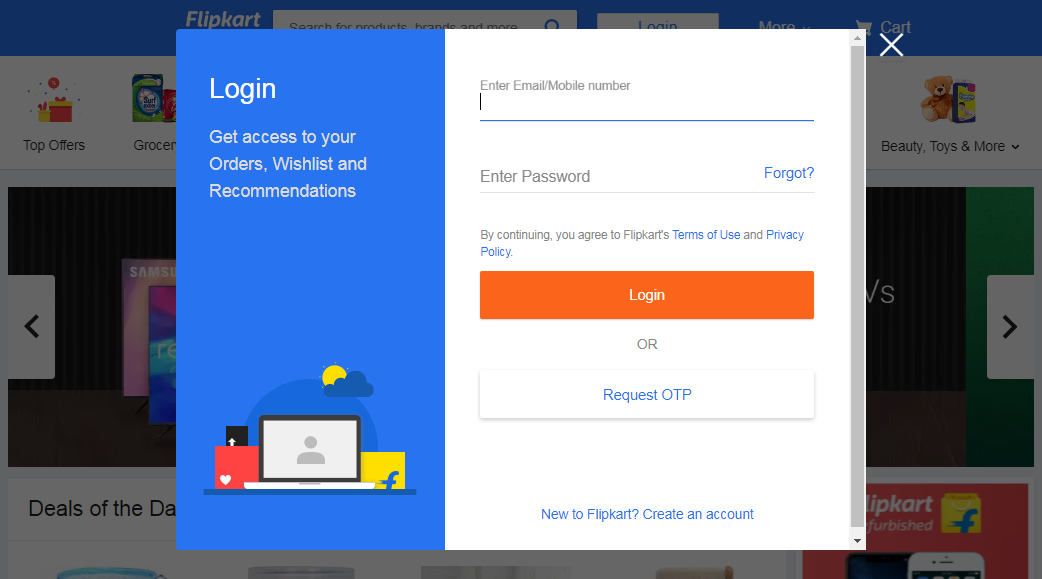 Flipkart
Search for products, brands and more
Login
More
Cart
Login
Get access to your
Orders, Wishlist and
Recommendations
Enter Email/Mobile number
Enter Password
Forgot?
By continuing, you agree to Flipkart's Terms of Use and Privacy
Policy.
Login
OR
Request OTP
New to Flipkart? Create an account
Top Offers
Grocer
Beauty, Toys & More
SAMSU
Vs
Deals of the Da
lipkart
furbished